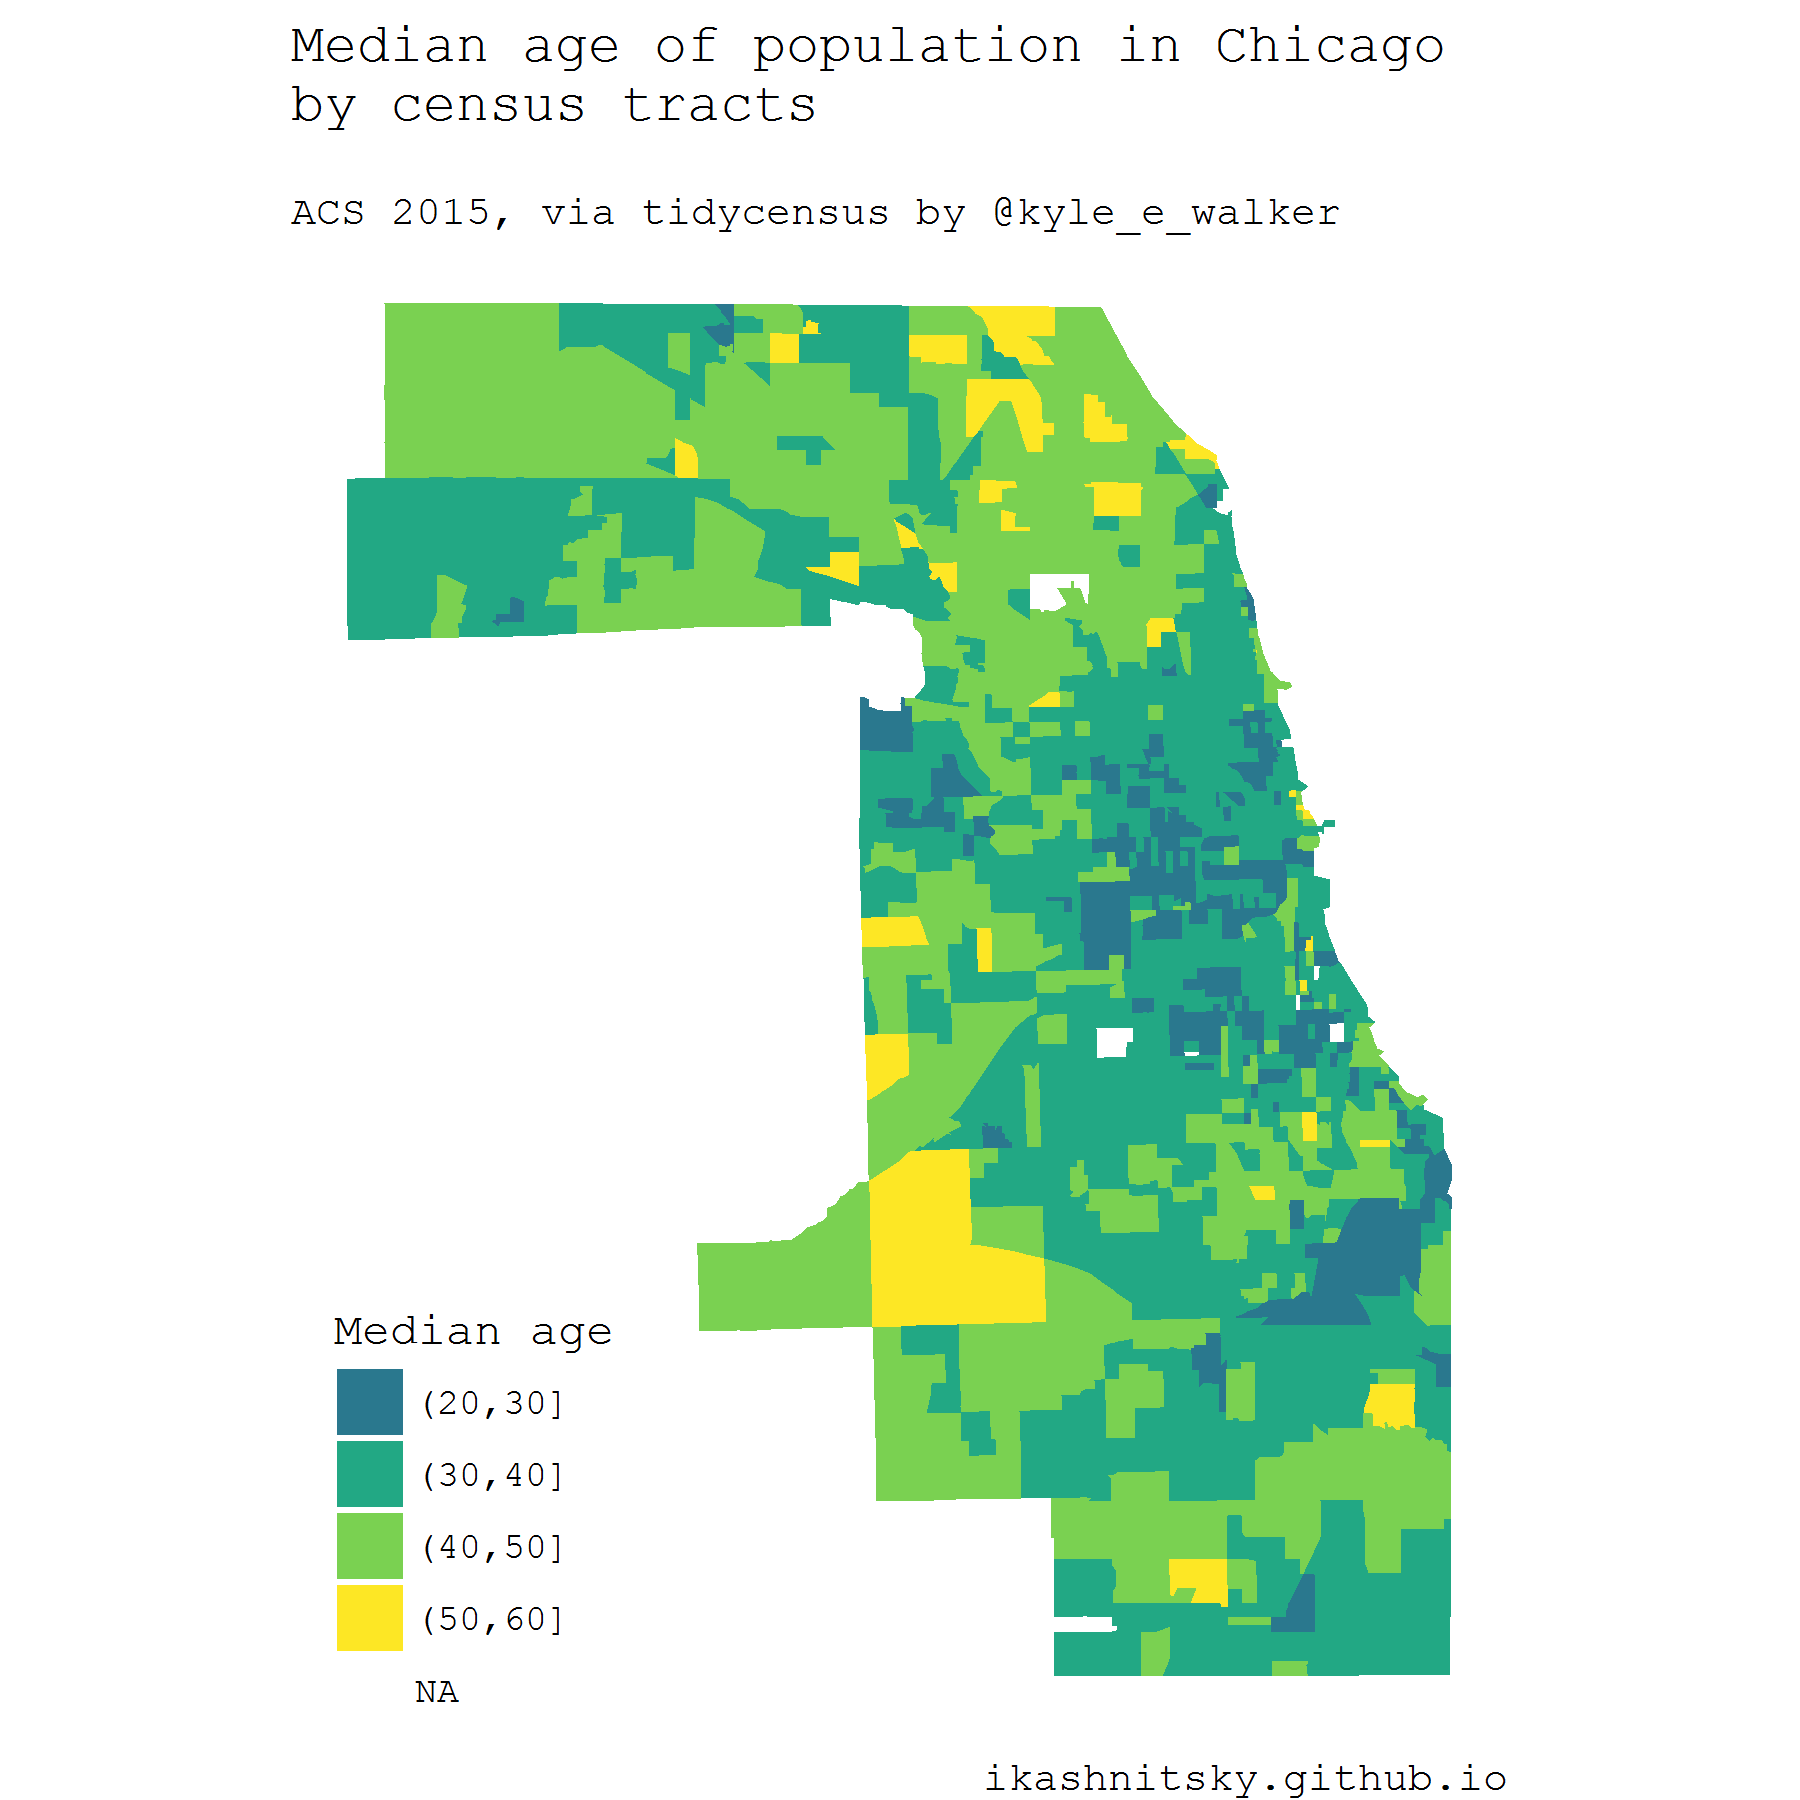 Median age of population in Chicago
by census tracts
ACS 2015, via tidycensus by @kyle_e_walker
Median age
(20,30]
(30,40]
(40,50]
(50,60]
NA
ikashnitsky.github.io